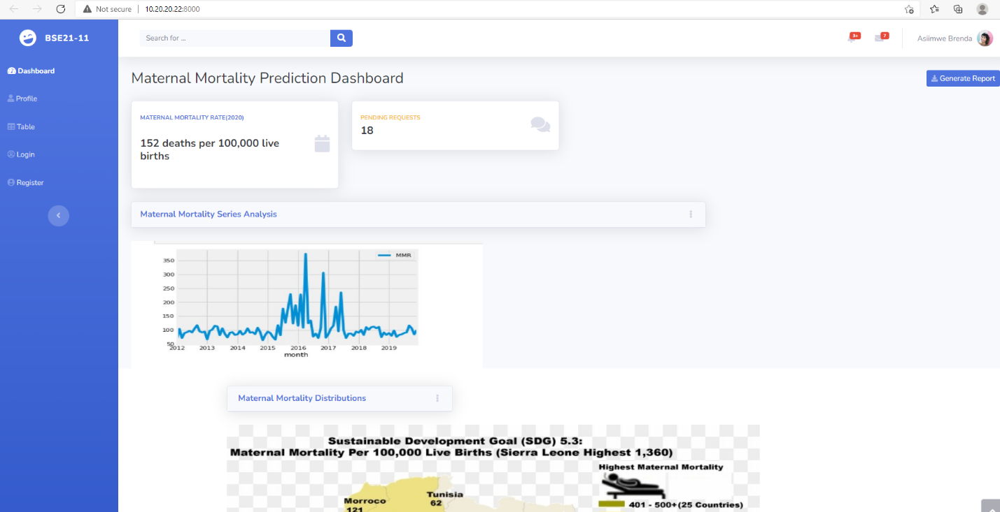 Not secure 10.20.20.22:8000
BSE21-11
Search for ...
3+
7
Asiimwe Brenda
Dashboard
Profile
Table
Login
Register
Maternal Mortality Prediction Dashboard
Generate Report
MATERNAL MORTALITY RATE(2020)
152 deaths per 100,000 live
births
PENDING REQUESTS
18
Maternal Mortality Series Analysis
MMR
350
300
250
200
150
100
50
2012 2013 2014 2015 2016 2017 2018 2019
month
Maternal Mortality Distributions
Sustainable Development Goal (SDG) 5.3:
Maternal Mortality Per 100,000 Live Births (Sierra Leone Highest 1,360)
Highest Maternal Mortality
401 - 500+(25 Countries)
Tunisia
62
Morroco
121